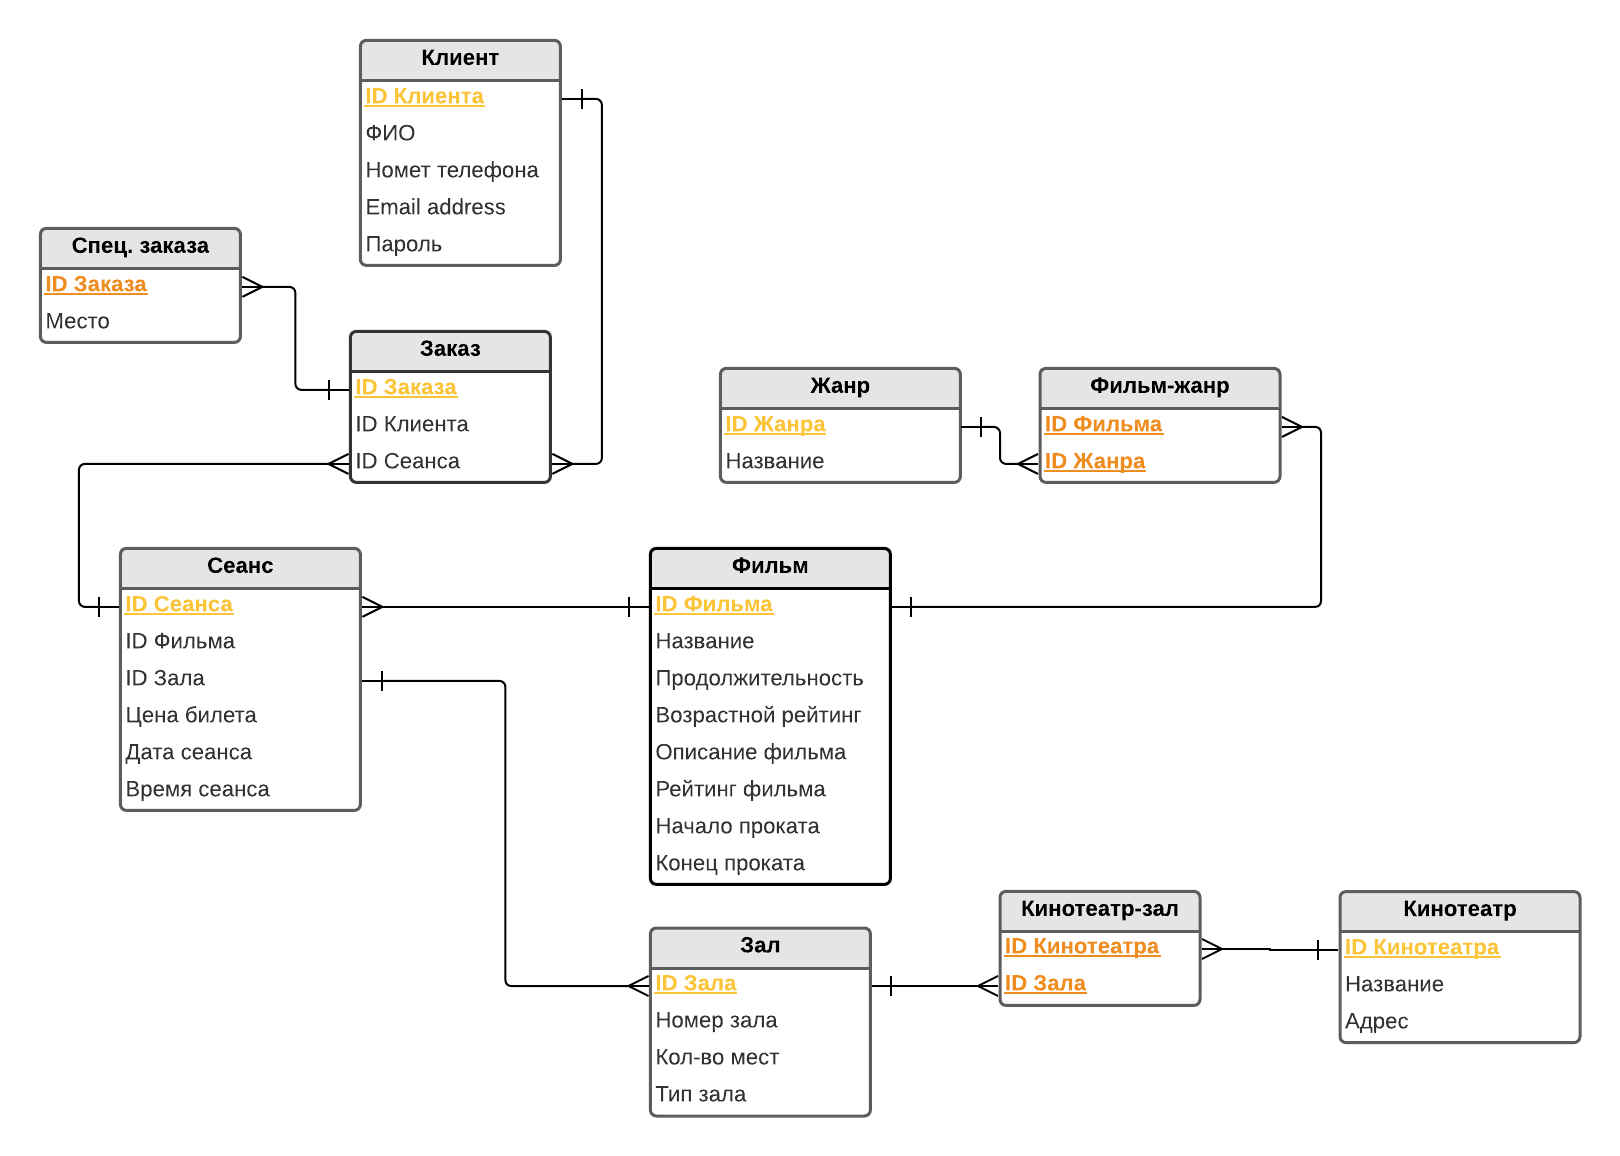 Клиент
ID Клиента
ФИО
Номет телефона
Email address
Пароль
Спец. заказа
ID Заказа
Место
Заказ
ID Заказа
ID Клиента
ID Сеанса
Жанр
ID Жанра
Название
Фильм-жанр
ID Фильма
ID Жанра
Сеанс
ID Сеанса
ID Фильма
ID Зала
Цена билета
Дата сеанса
Время сеанса
Фильм
ID Фильма
Название
Продолжительность
Возрастной рейтинг
Описание фильма
Рейтинг фильма
Начало проката
Конец проката
Зал
ID Зала
Номер зала
Кол-во мест
Тип зала
Кинотеатр-зал
ID Кинотеатра
ID Зала
Кинотеатр
ID Кинотеатра
Название
Адрес